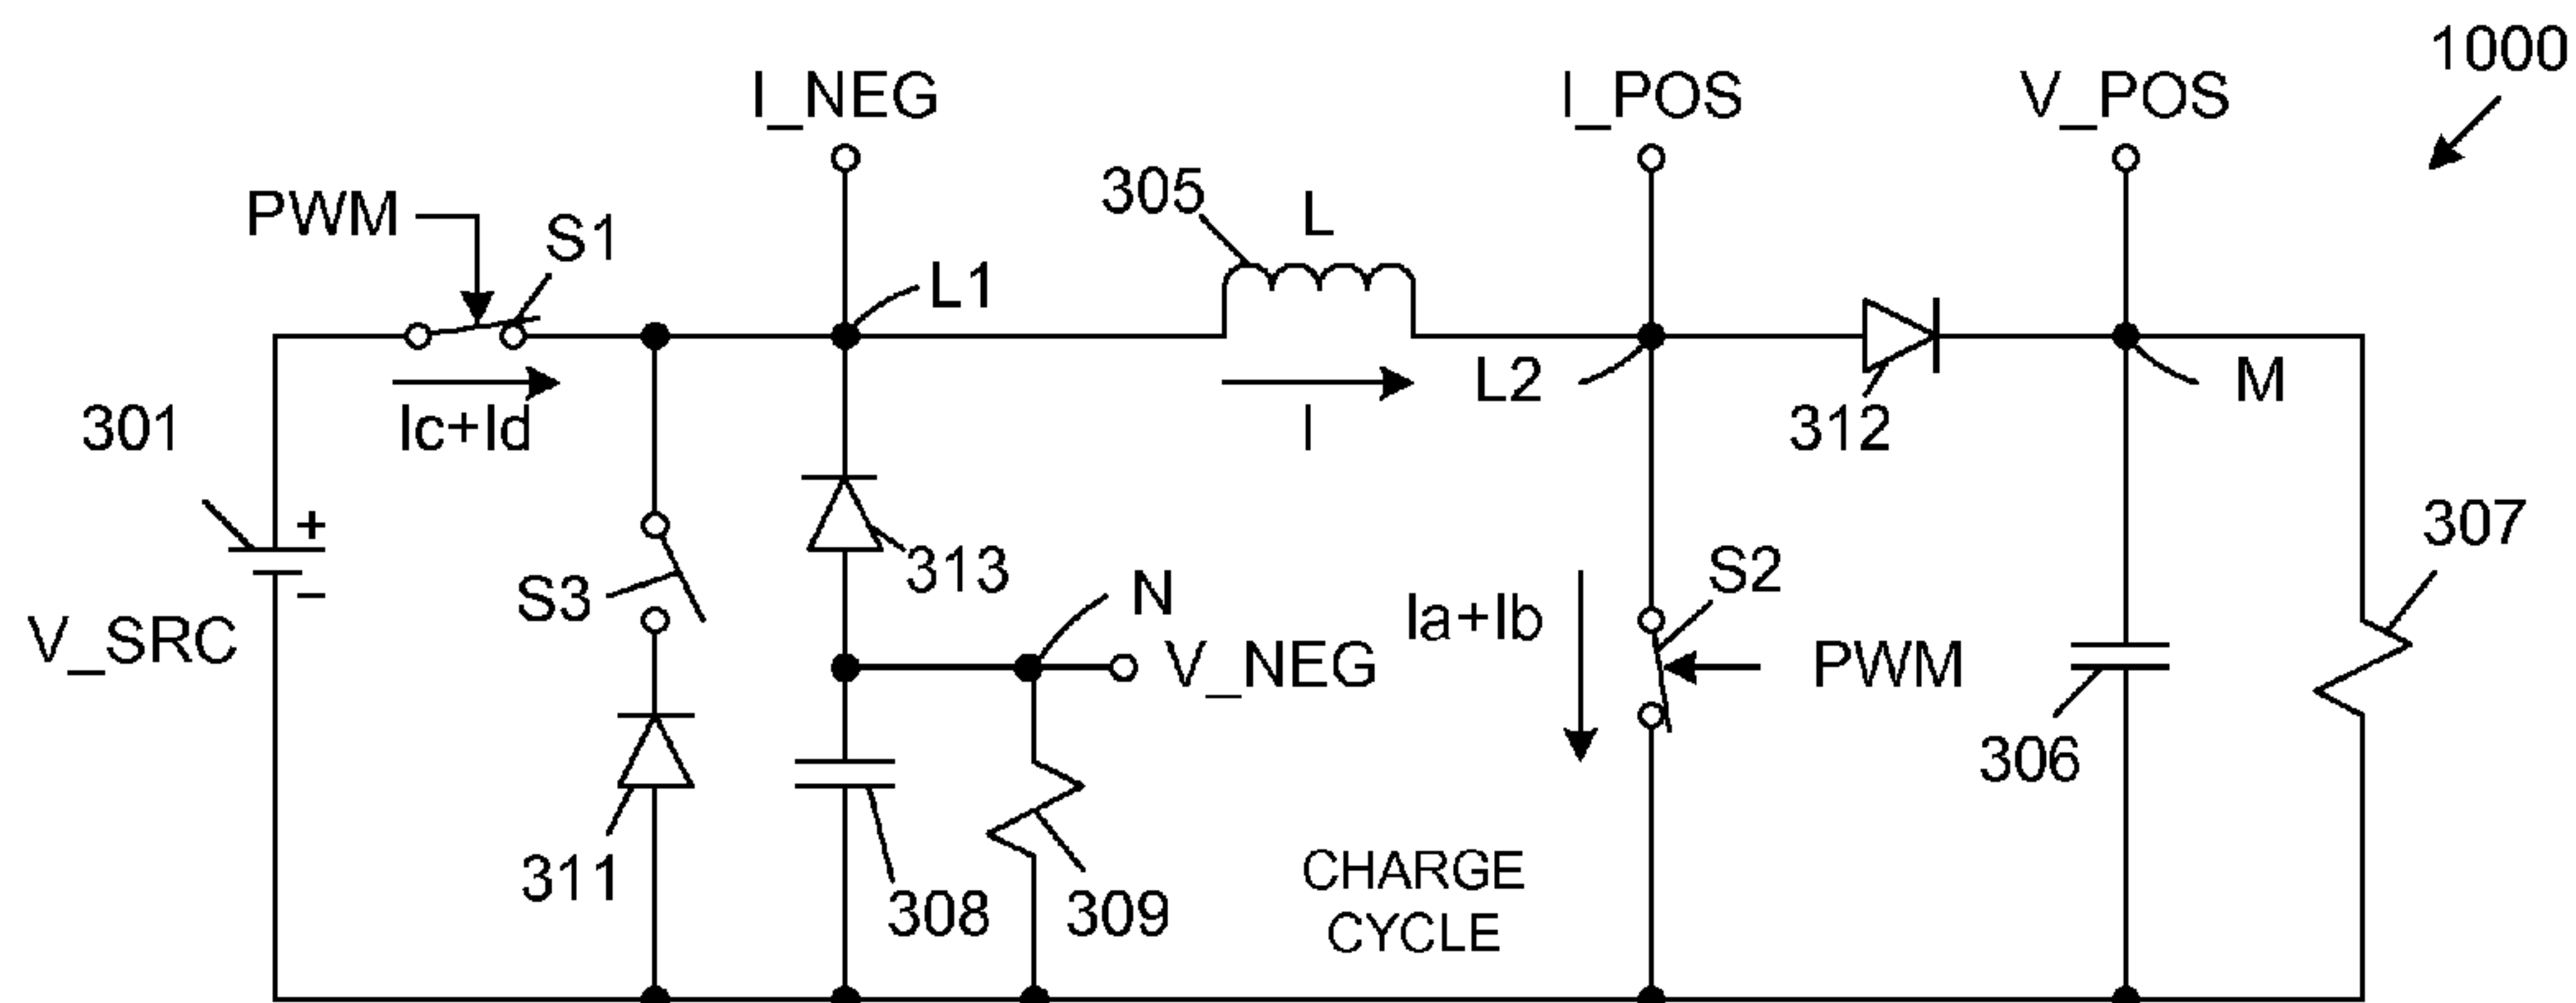 1000
I_NEG
I_POS
V_POS
PWM
S1
305
L
L1
Ic+Id
I
L2
312
M
301
+
−
V_SRC
S3
313
N
V_NEG
Ia+Ib
S2
PWM
307
306
311
308
309
CHARGE
CYCLE